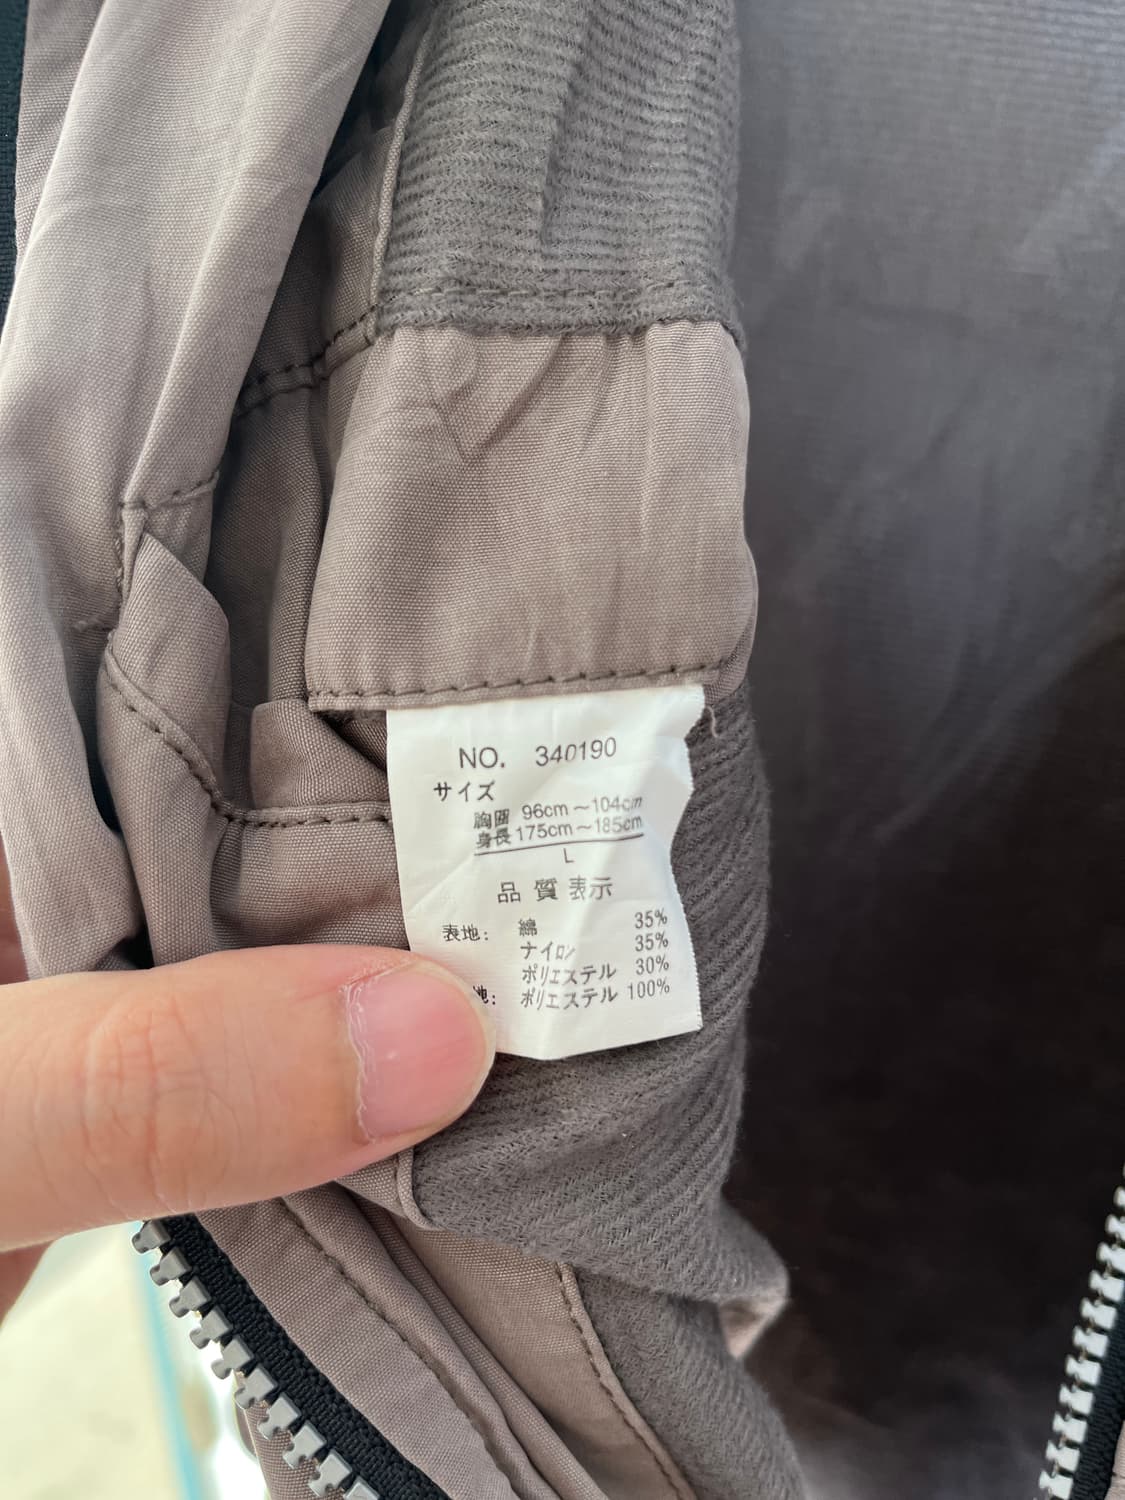 NO. 340190
サイズ
胸囲 96cm～104cm
身長 175cm～185cm
L
品質表示
表地: 綿 35%
ナイロン 35%
ポリエステル 30%
地: ポリエステル 100%